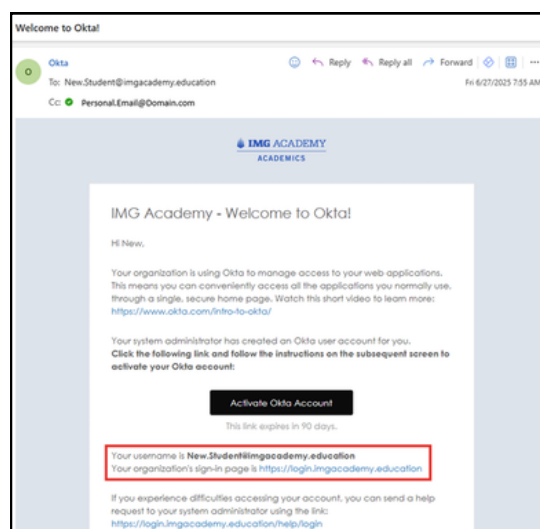 Welcome to Okta!
O
Okta
Reply
Reply all
Forward
To: New.Student@imgacademy.education
Fri 6/27/2025 7:55 AM
Cc: Personal.Email@Domain.com
IMG ACADEMY
ACADEMICS
IMG Academy - Welcome to Okta!
Hi New,
Your organization is using Okta to manage access to your web applications.
This means you can conveniently access all the applications you normally use,
through a single, secure home page. Watch this short video to learn more:
https://www.okta.com/intro-to-okta/
Your system administrator has created an Okta user account for you.
Click the following link and follow the instructions on the subsequent screen to
activate your Okta account:
Activate Okta Account
This link expires in 90 days.
Your username is New.Student@imgacademy.education
Your organization's sign-in page is https://login.imgacademy.education
If you experience difficulties accessing your account, you can send a help
request to your system administrator using the link:
https://login.imgacademy.education/help/login